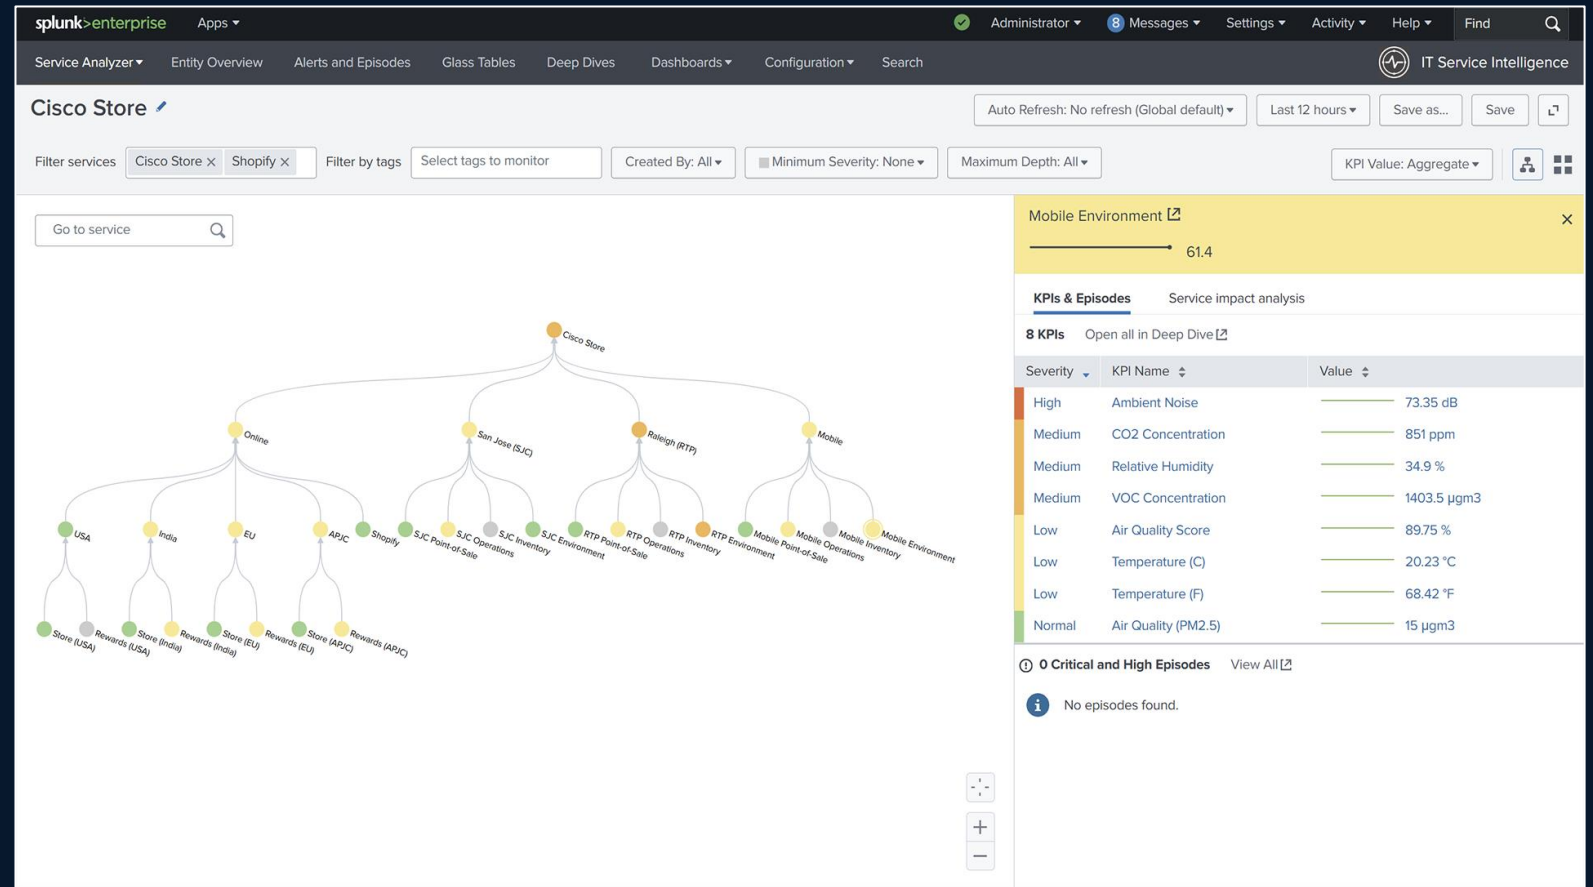 splunk>enterprise Apps Administrator 8 Messages Settings Activity Help Find
Service Analyzer Entity Overview Alerts and Episodes Glass Tables Deep Dives Dashboards Configuration Search IT Service Intelligence
Cisco Store Auto Refresh: No refresh (Global default) Last 12 hours Save as... Save
Filter services Cisco Store Shopify Filter by tags Select tags to monitor Created By: All Minimum Severity: None Maximum Depth: All KPI Value: Aggregate
Go to service
Cisco Store
Online
San Jose (SJC)
Raleigh (RTP)
Mobile
USA
India
EU
APJC
Shopify
SJC Point-of-Sale
SJC Operations
SJC Inventory
SJC Environment
RTP Point-of-Sale
RTP Operations
RTP Inventory
RTP Environment
Mobile Point-of-Sale
Mobile Operations
Mobile Inventory
Mobile Environment
Store (USA)
Rewards (USA)
Store (India)
Rewards (India)
Store (EU)
Rewards (EU)
Store (APJC)
Rewards (APJC)
Mobile Environment
61.4
KPIs & Episodes Service impact analysis
8 KPIs Open all in Deep Dive
Severity KPI Name Value
High Ambient Noise 73.35 dB
Medium CO2 Concentration 851 ppm
Medium Relative Humidity 34.9 %
Medium VOC Concentration 1403.5 µgm3
Low Air Quality Score 89.75 %
Low Temperature (C) 20.23 °C
Low Temperature (F) 68.42 °F
Normal Air Quality (PM2.5) 15 µgm3
0 Critical and High Episodes View All
No episodes found.